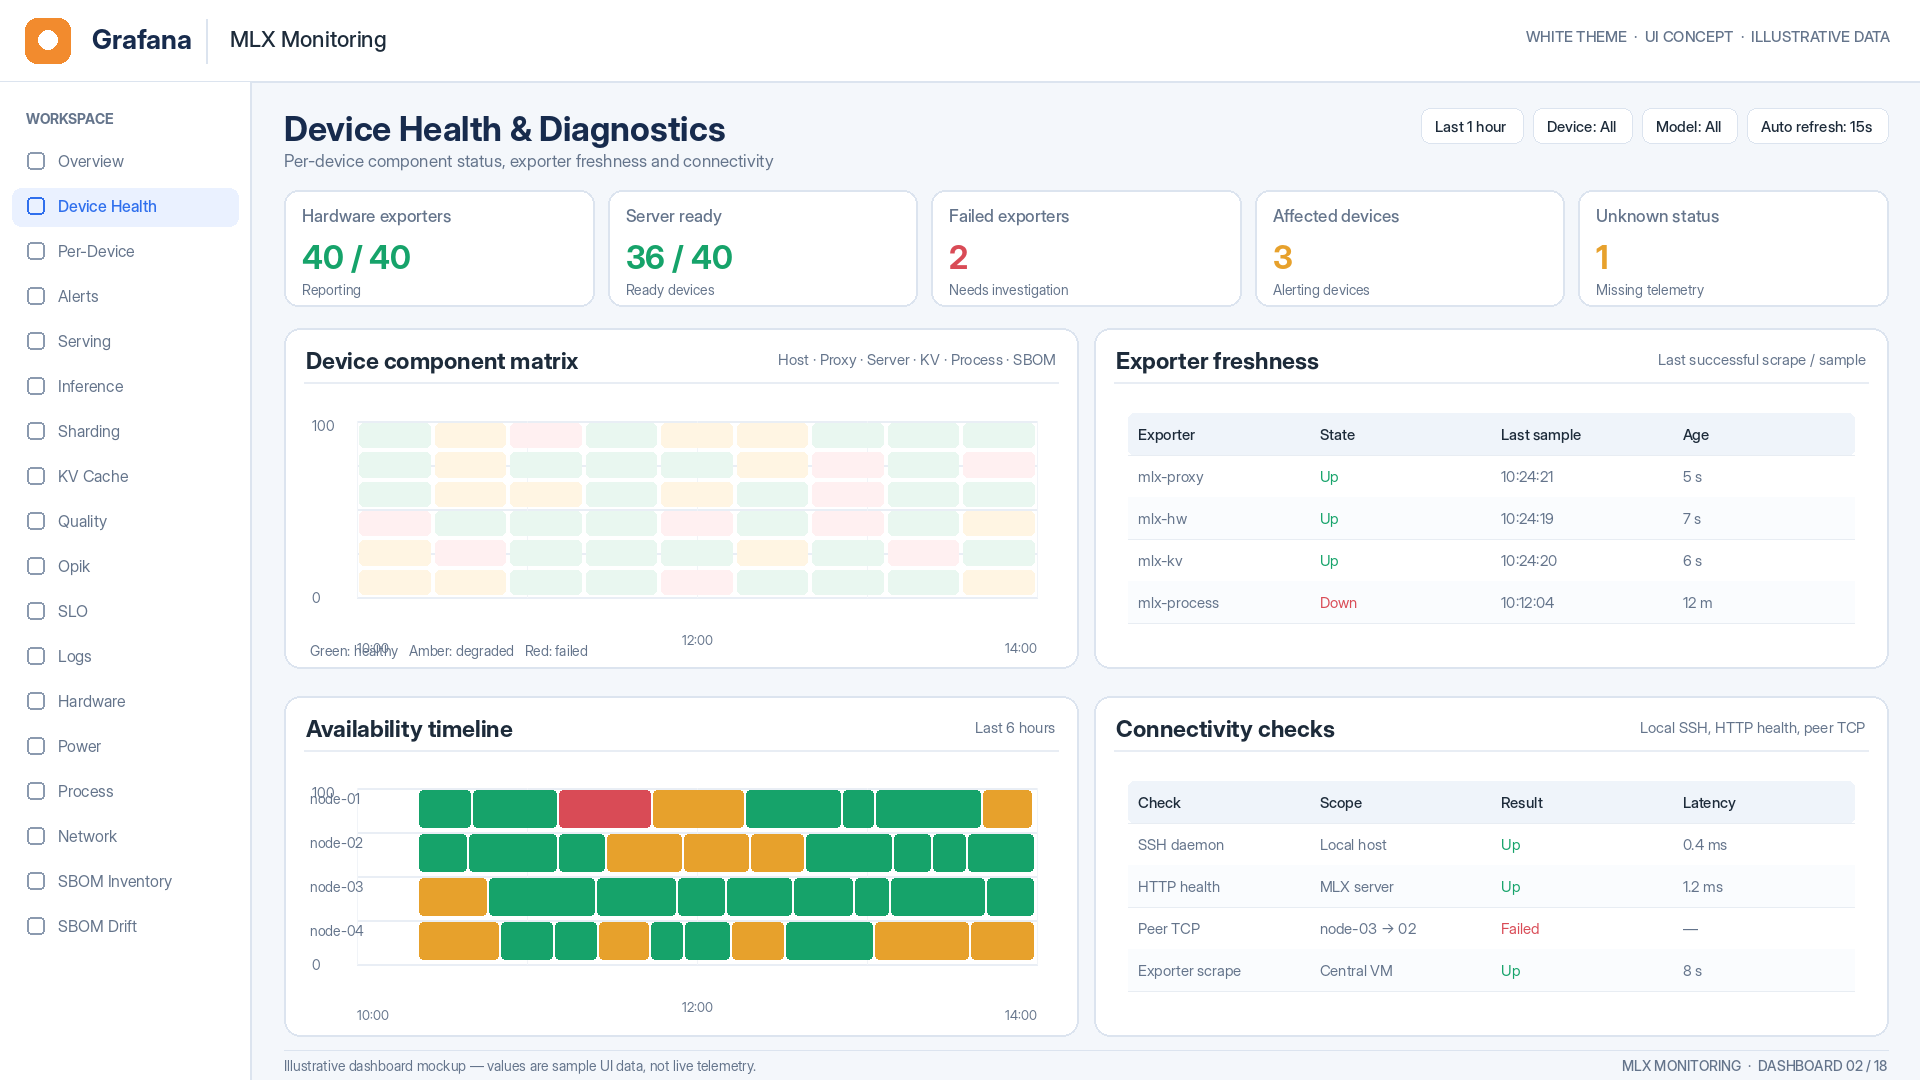 Grafana
MLX Monitoring
WHITE THEME · UI CONCEPT · ILLUSTRATIVE DATA
WORKSPACE
Overview
Device Health
Per-Device
Alerts
Serving
Inference
Sharding
KV Cache
Quality
Opik
SLO
Logs
Hardware
Power
Process
Network
SBOM Inventory
SBOM Drift
Device Health & Diagnostics
Per-device component status, exporter freshness and connectivity
Last 1 hour
Device: All
Model: All
Auto refresh: 15s
Hardware exporters
40 / 40
Reporting
Server ready
36 / 40
Ready devices
Failed exporters
2
Needs investigation
Affected devices
3
Alerting devices
Unknown status
1
Missing telemetry
Device component matrix
Host · Proxy · Server · KV · Process · SBOM
100
0
10:00
12:00
14:00
Green: healthy Amber: degraded Red: failed
Exporter freshness
Last successful scrape / sample
Exporter State Last sample Age
mlx-proxy Up 10:24:21 5 s
mlx-hw Up 10:24:19 7 s
mlx-kv Up 10:24:20 6 s
mlx-process Down 10:12:04 12 m
Availability timeline
Last 6 hours
100
node-01
node-02
node-03
node-04
0
10:00
12:00
14:00
Connectivity checks
Local SSH, HTTP health, peer TCP
Check Scope Result Latency
SSH daemon Local host Up 0.4 ms
HTTP health MLX server Up 1.2 ms
Peer TCP node-03 → 02 Failed —
Exporter scrape Central VM Up 8 s
Illustrative dashboard mockup — values are sample UI data, not live telemetry.
MLX MONITORING · DASHBOARD 02 / 18